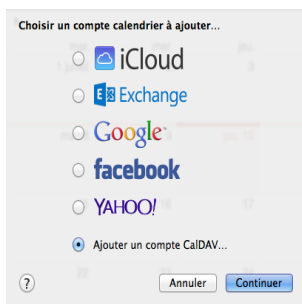 Choisir un compte calendrier à ajouter...
iCloud
Exchange
Google
facebook
YAHOO!
Ajouter un compte CalDAV...
?
Annuler
Continuer